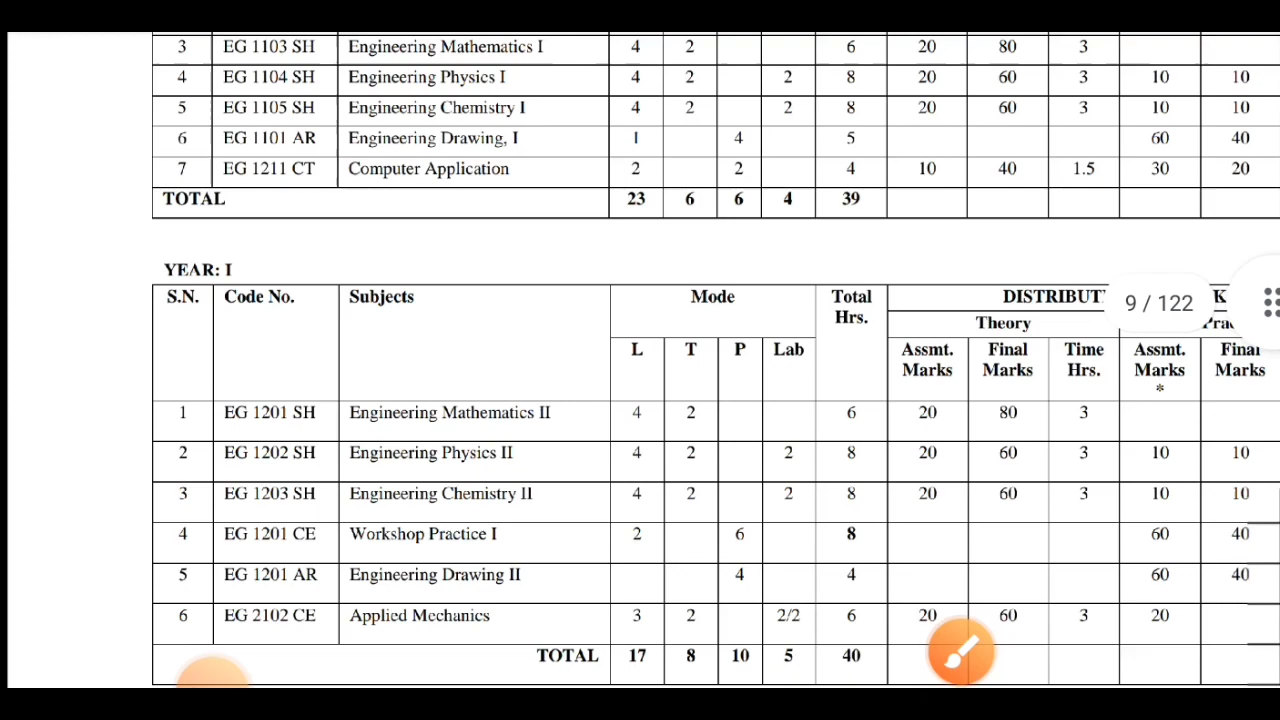 3 EG 1103 SH Engineering Mathematics I 4 2 6 20 80 3
4 EG 1104 SH Engineering Physics I 4 2 2 8 20 60 3 10 10
5 EG 1105 SH Engineering Chemistry I 4 2 2 8 20 60 3 10 10
6 EG 1101 AR Engineering Drawing, I 1 4 5 60 40
7 EG 1211 CT Computer Application 2 2 4 10 40 1.5 30 20
TOTAL 23 6 6 4 39
YEAR: I
S.N. Code No. Subjects Mode Total Hrs. DISTRIBUT
9 / 122
Theory
L T P Lab Assmt. Marks Final Marks Time Hrs. Assmt. Marks * Final Marks
1 EG 1201 SH Engineering Mathematics II 4 2 6 20 80 3
2 EG 1202 SH Engineering Physics II 4 2 2 8 20 60 3 10 10
3 EG 1203 SH Engineering Chemistry II 4 2 2 8 20 60 3 10 10
4 EG 1201 CE Workshop Practice I 2 6 8 60 40
5 EG 1201 AR Engineering Drawing II 4 4 60 40
6 EG 2102 CE Applied Mechanics 3 2 2/2 6 20 60 3 20
TOTAL 17 8 10 5 40